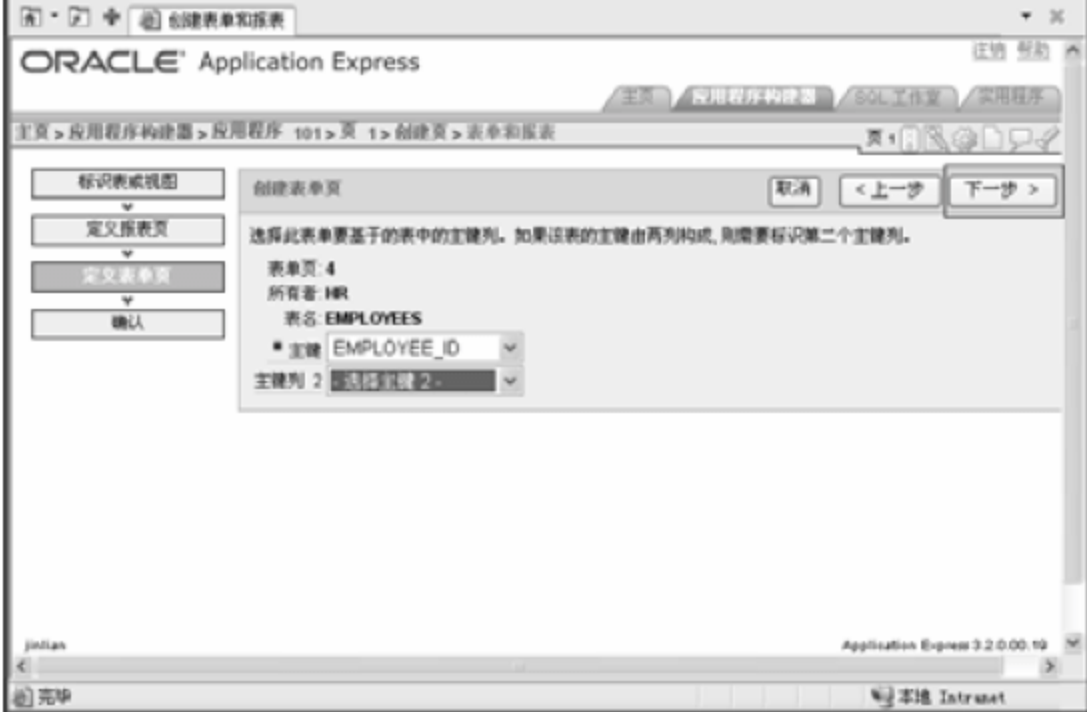 创建表单和报表
注销 帮助
ORACLE Application Express
主页 应用程序构建器 SQL 工作室 实用程序
主页 > 应用程序构建器 > 应用程序 101 > 页 1 > 创建页 > 表单和报表
页 1
标识表或视图
定义报表页
定义表单页
确认
创建表单页
取消 < 上一步 下一步 >
选择此表单要基于的表中的主键列。如果该表的主键由两列构成, 则需要标识第二个主键列。
表单页: 4
所有者: HR
表名: EMPLOYEES
* 主键 EMPLOYEE_ID
主键列 2 - 选择主键 2 -
jinlian
Application Express 3.2.0.00.19
完毕
本地 Intranet